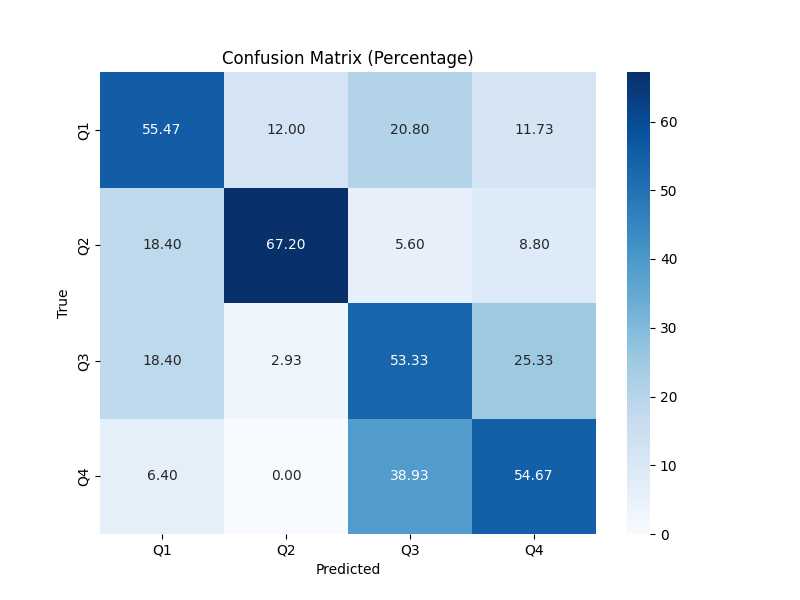 Confusion Matrix (Percentage)
Q1 55.47 12.00 20.80 11.73
Q2 18.40 67.20 5.60 8.80
Q3 18.40 2.93 53.33 25.33
Q4 6.40 0.00 38.93 54.67
Q1 Q2 Q3 Q4
Predicted
True
60
50
40
30
20
10
0